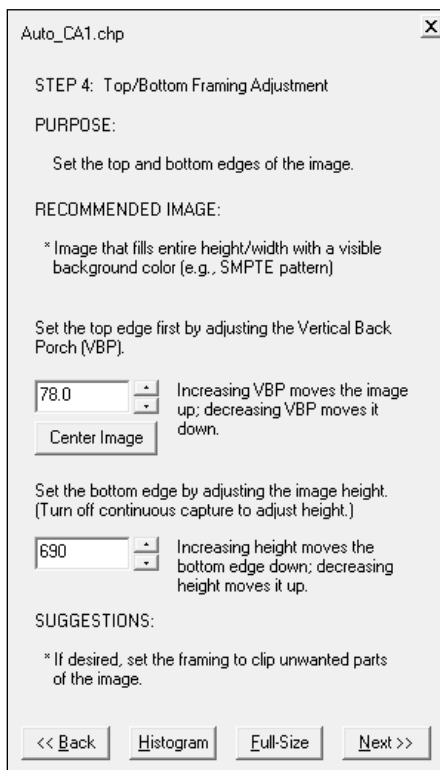 Auto_CA1.chp
X
STEP 4: Top/Bottom Framing Adjustment
PURPOSE:
Set the top and bottom edges of the image.
RECOMMENDED IMAGE:
* Image that fills entire height/width with a visible
background color (e.g., SMPTE pattern)
Set the top edge first by adjusting the Vertical Back
Porch (VBP).
78.0
Increasing VBP moves the image
up; decreasing VBP moves it
down.
Center Image
Set the bottom edge by adjusting the image height.
(Turn off continuous capture to adjust height.)
690
Increasing height moves the
bottom edge down; decreasing
height moves it up.
SUGGESTIONS:
* If desired, set the framing to clip unwanted parts
of the image.
<< Back Histogram Full-Size Next >>